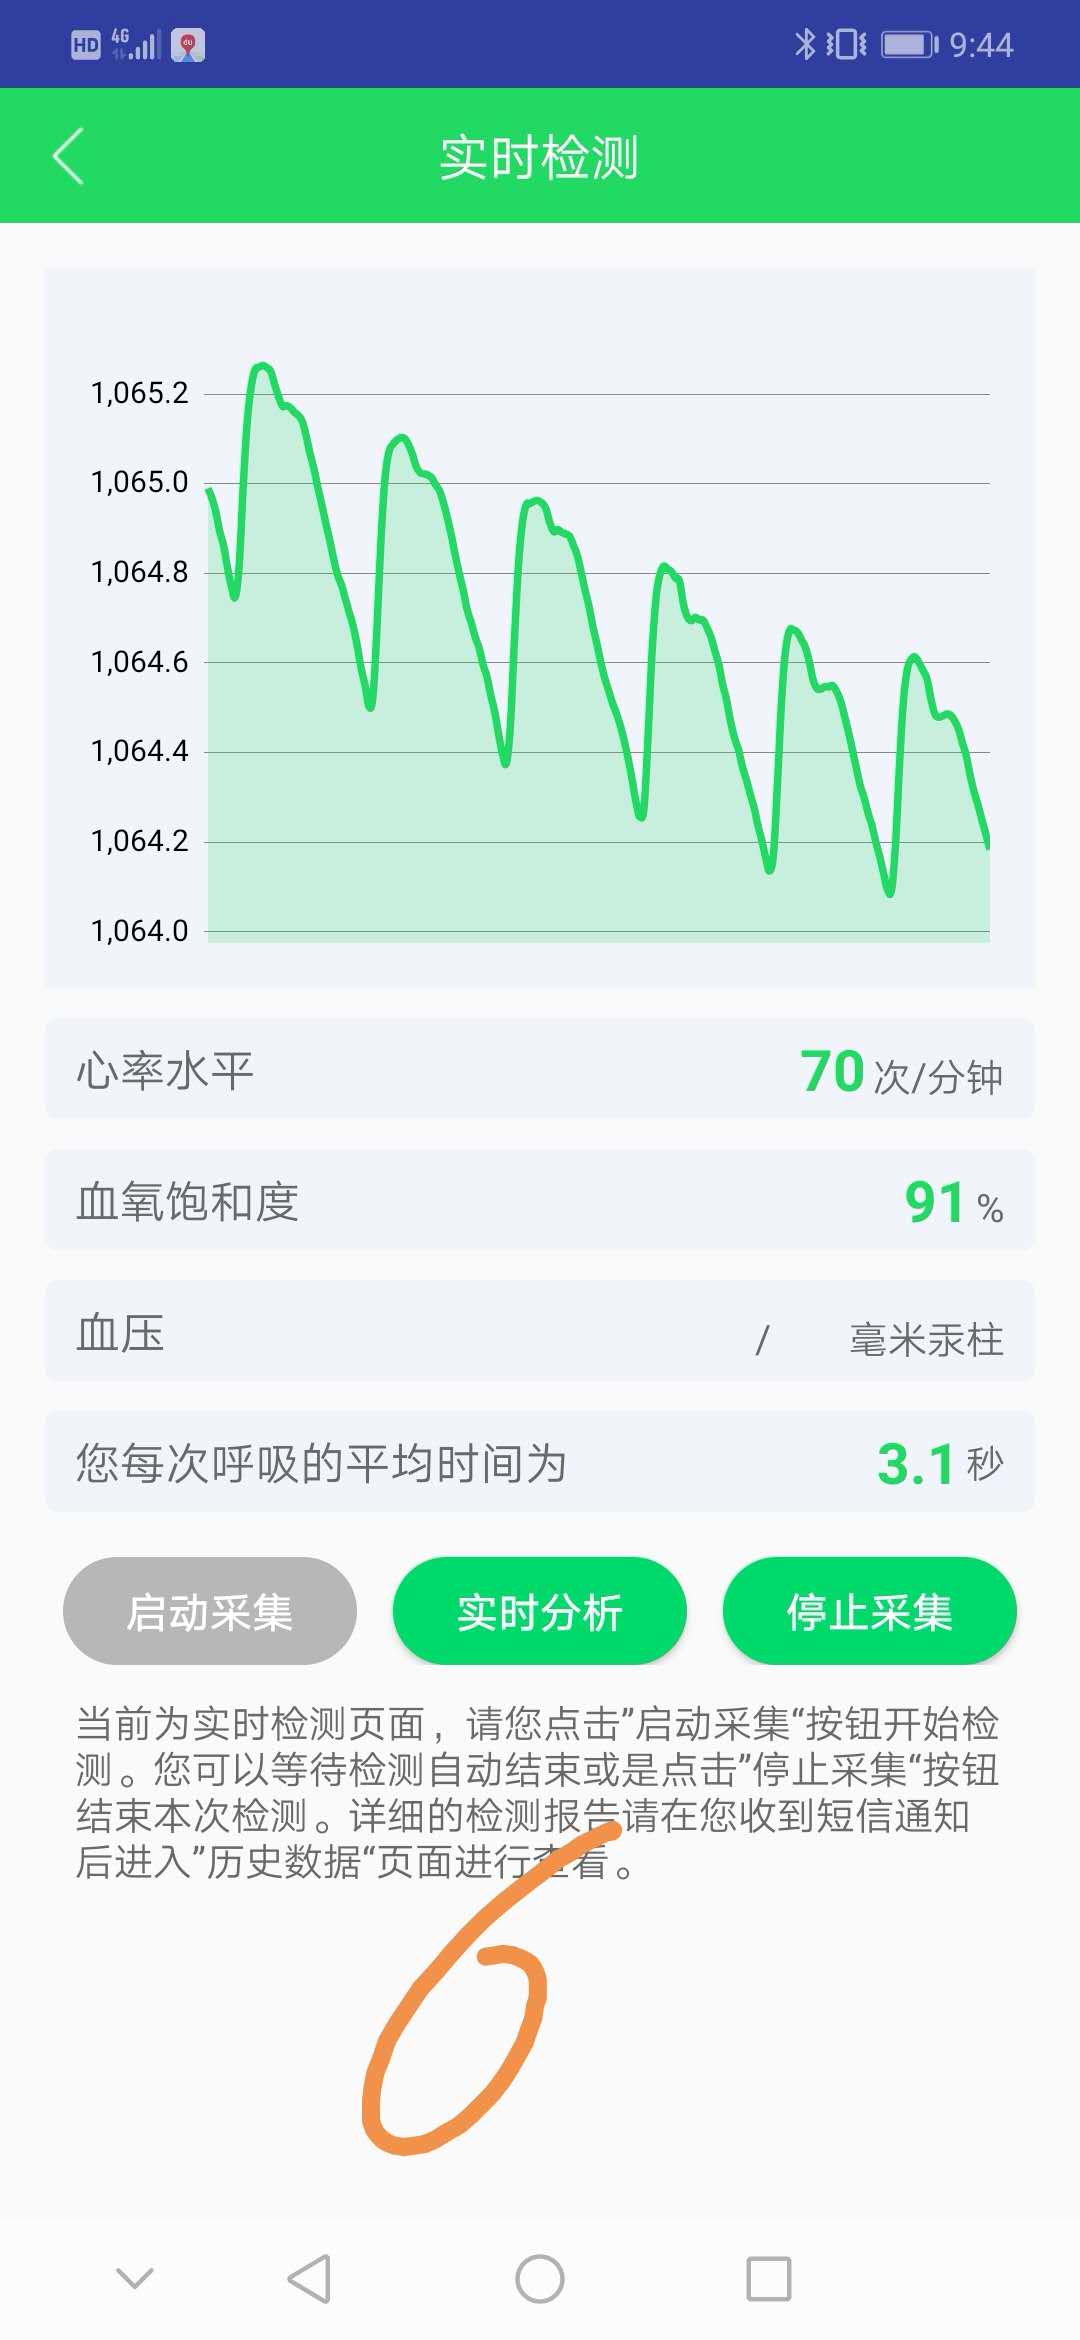 HD 4G du 9:44
实时检测
1,065.2
1,065.0
1,064.8
1,064.6
1,064.4
1,064.2
1,064.0
心率水平 70 次/分钟
血氧饱和度 91 %
血压 / 毫米汞柱
您每次呼吸的平均时间为 3.1 秒
启动采集 实时分析 停止采集
当前为实时检测页面，请您点击”启动采集“按钮开始检
测。您可以等待检测自动结束或是点击”停止采集“按钮
结束本次检测。详细的检测报告请在您收到短信通知
后进入”历史数据“页面进行查看。
6